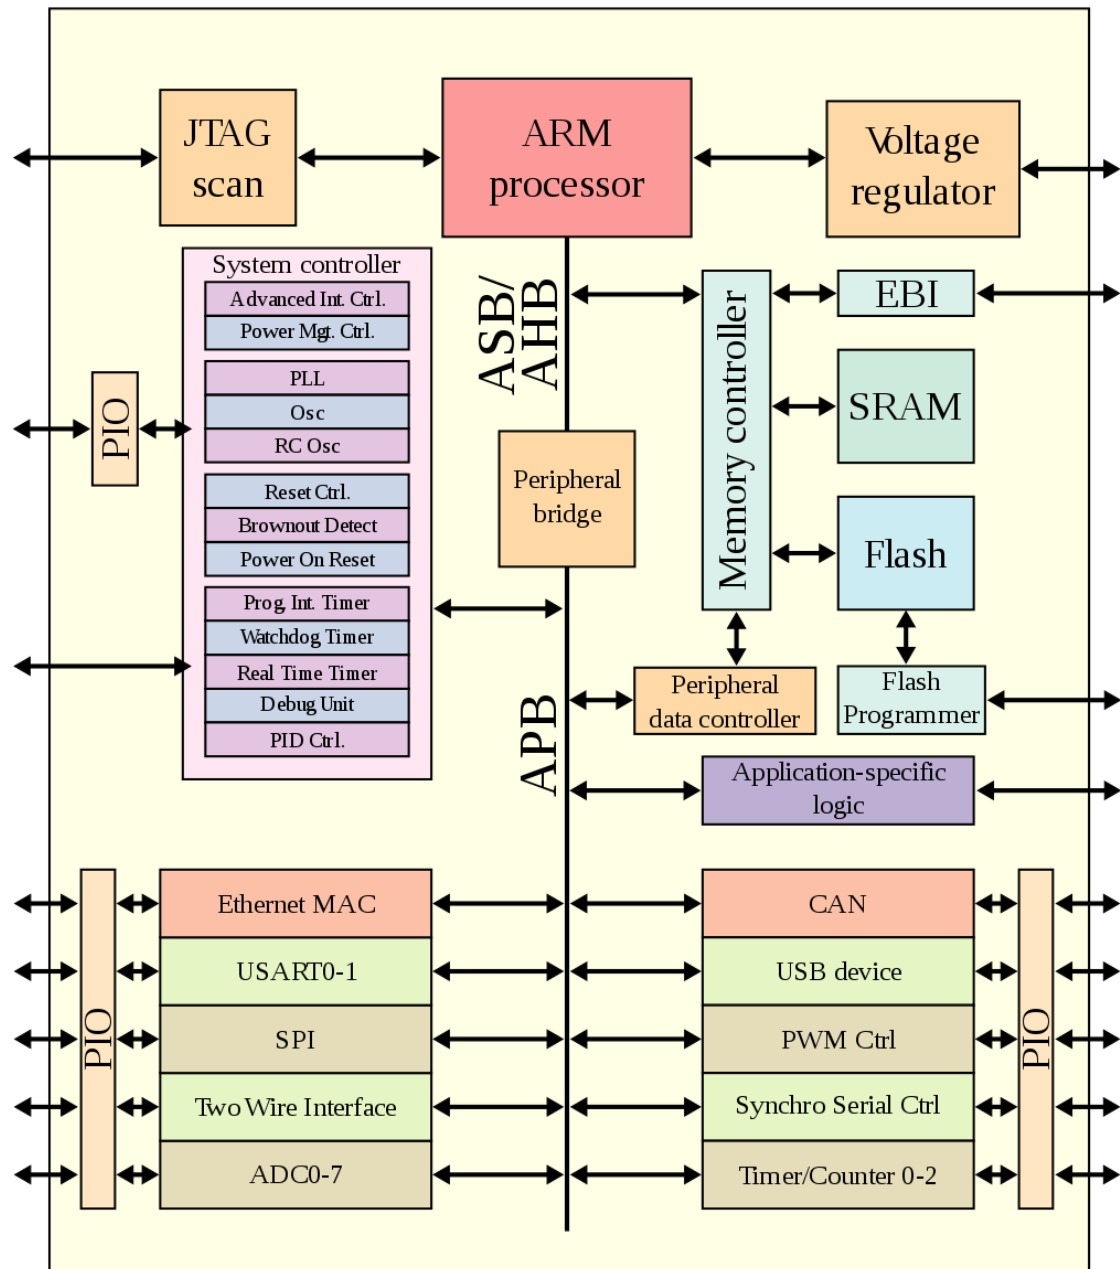 JTAG
scan
ARM
processor
Voltage
regulator
System controller
Advanced Int. Ctrl.
Power Mgt. Ctrl.
PLL
Osc
RC Osc
Reset Ctrl.
Brownout Detect
Power On Reset
Prog. Int. Timer
Watchdog Timer
Real Time Timer
Debug Unit
PID Ctrl.
PIO
ASB/
AHB
Peripheral
bridge
APB
Memory controller
EBI
SRAM
Flash
Peripheral
data controller
Flash
Programmer
Application-specific
logic
PIO
Ethernet MAC
USART0-1
SPI
Two Wire Interface
ADC0-7
CAN
USB device
PWM Ctrl
Synchro Serial Ctrl
Timer/Counter 0-2
PIO